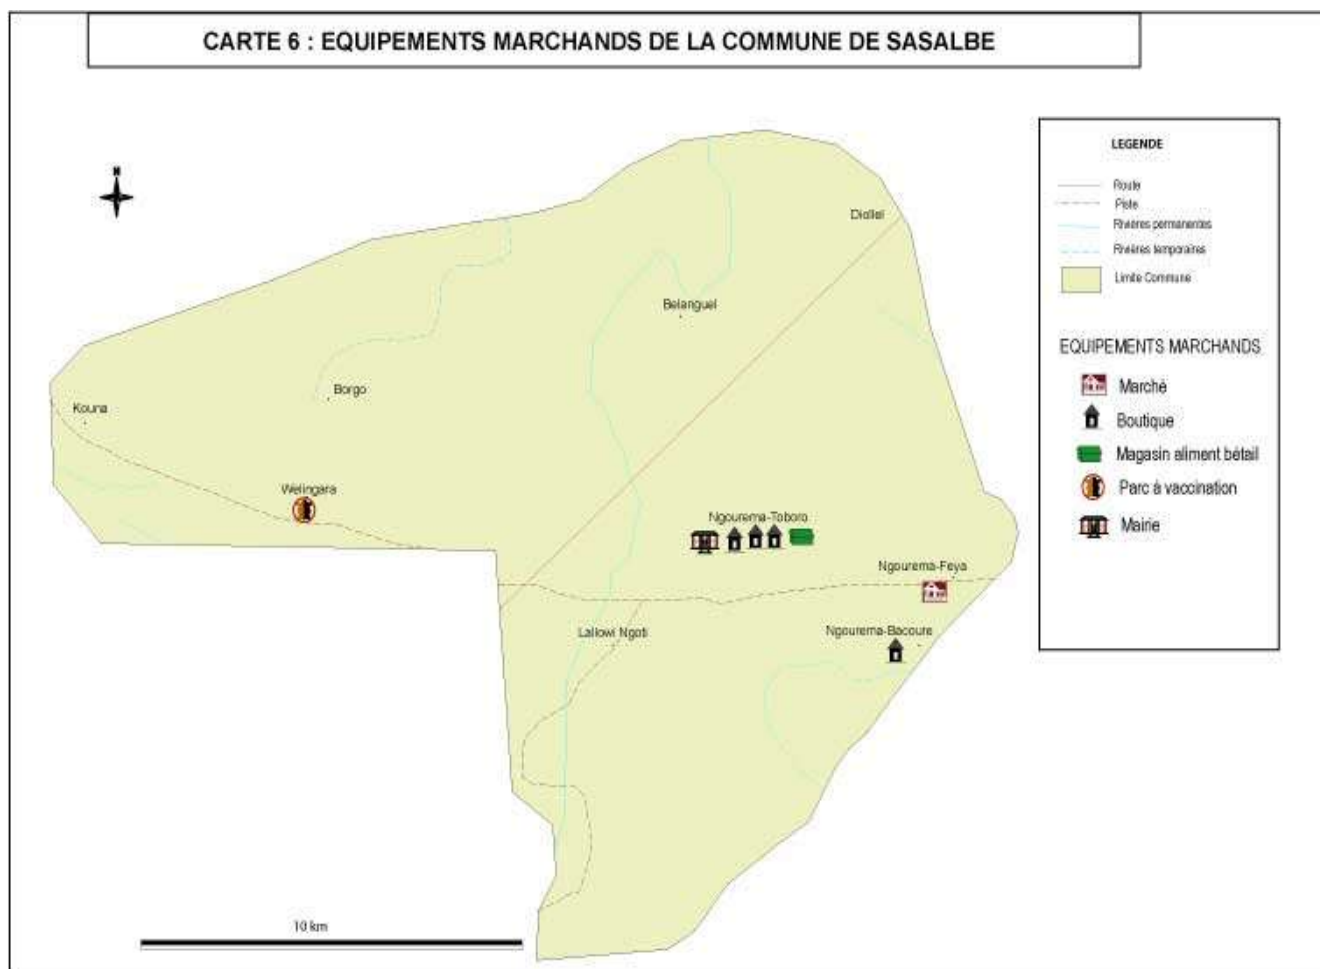 CARTE 6 : EQUIPEMENTS MARCHANDS DE LA COMMUNE DE SASALBE
N
LEGENDE
Route
Piste
Rivières permanentes
Rivières temporaires
Limite Commune
EQUIPEMENTS MARCHANDS
Marché
Boutique
Magasin aliment bétail
Parc à vaccination
Mairie
Diollel
Belanguel
Borgo
Kouna
Welingara
Ngourema-Toboro
Ngourema-Feya
Lallowi Ngoti
Ngourema-Bacoure
10 km